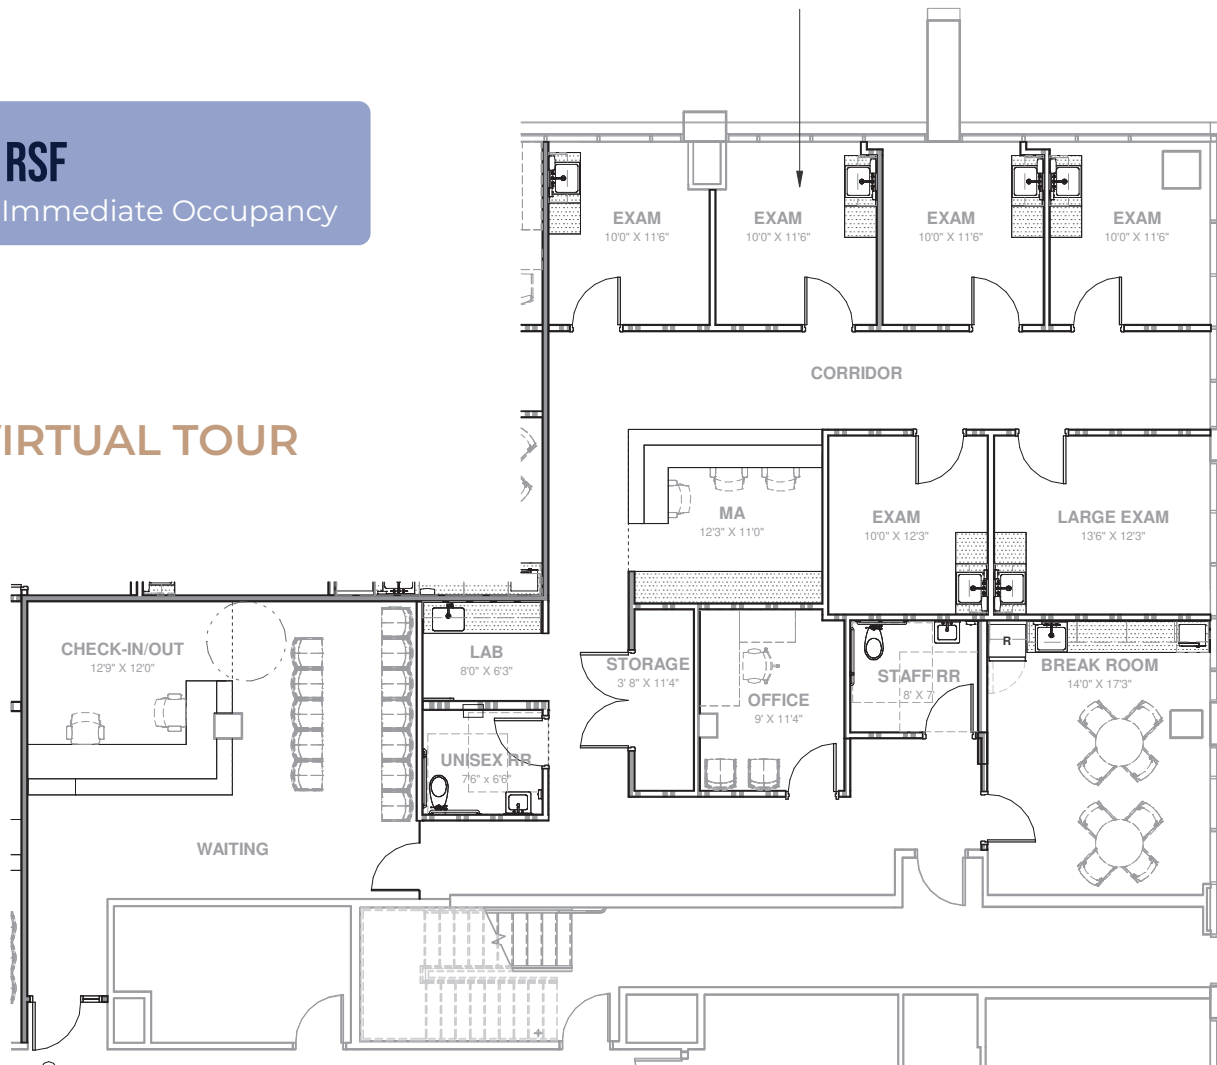 RSF
Immediate Occupancy
VIRTUAL TOUR
EXAM
10'0" X 11'6"
EXAM
10'0" X 11'6"
EXAM
10'0" X 11'6"
EXAM
10'0" X 11'6"
CORRIDOR
MA
12'3" X 11'0"
EXAM
10'0" X 12'3"
LARGE EXAM
13'6" X 12'3"
CHECK-IN/OUT
12'9" X 12'0"
LAB
8'0" X 6'3"
STORAGE
3' 8" X 11'4"
OFFICE
9' X 11'4"
STAFF RR
8' X 7'
R
BREAK ROOM
14'0" X 17'3"
UNISEX RR
7'6" x 6'6"
WAITING